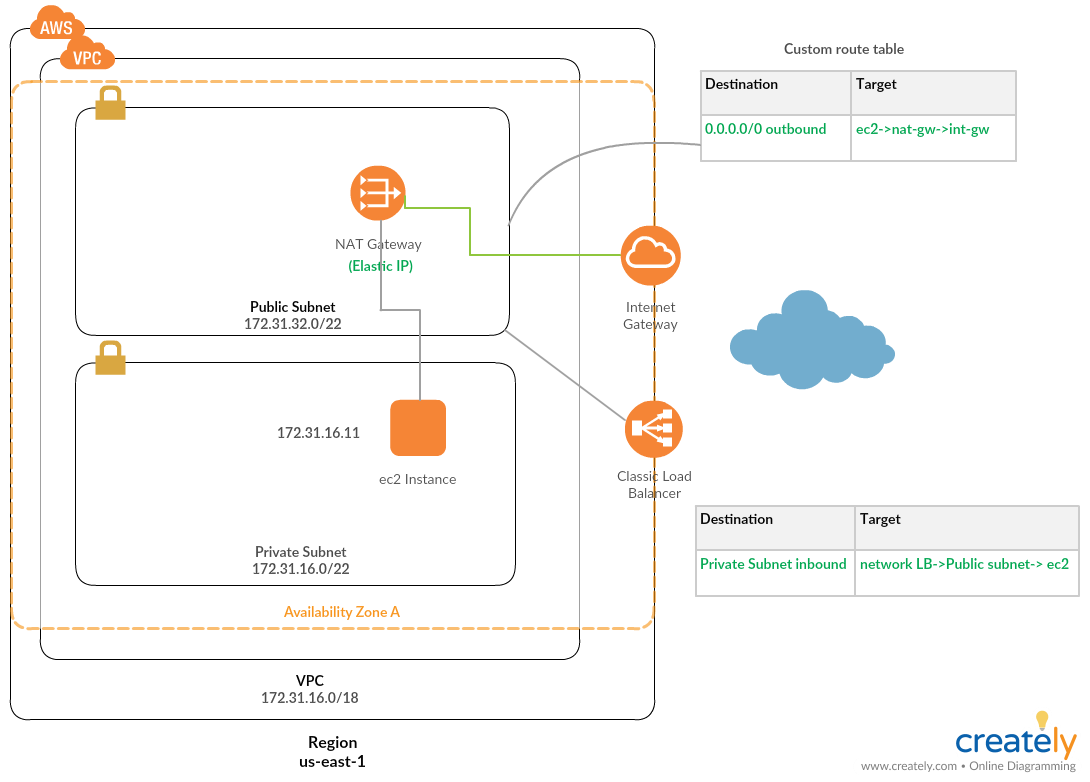 AWS
VPC
Custom route table
Destination
Target
0.0.0.0/0 outbound
ec2->nat-gw->int-gw
NAT Gateway
(Elastic IP)
Public Subnet
172.31.32.0/22
Internet
Gateway
172.31.16.11
ec2 Instance
Classic Load
Balancer
Destination
Target
Private Subnet inbound
network LB->Public subnet-> ec2
Private Subnet
172.31.16.0/22
Availability Zone A
VPC
172.31.16.0/18
Region
us-east-1
creately
www.creately.com • Online Diagramming